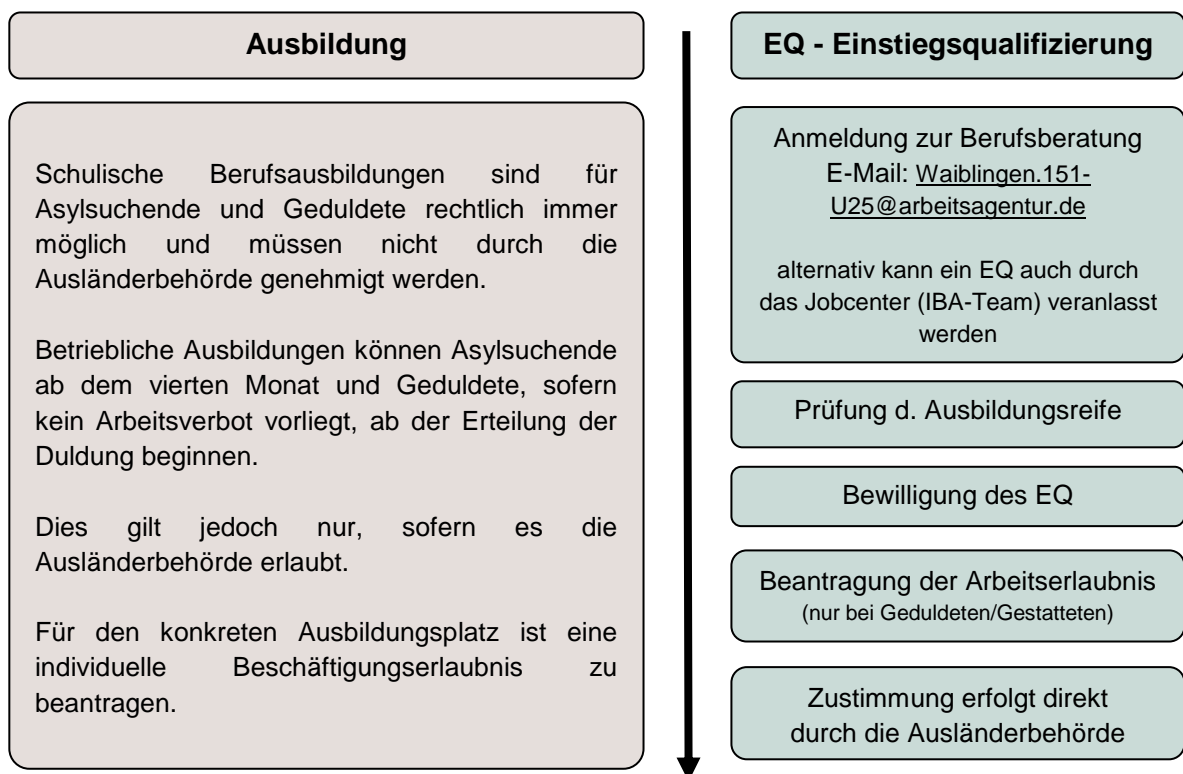 Ausbildung
Schulische Berufsausbildungen sind für
Asylsuchende und Geduldete rechtlich immer
möglich und müssen nicht durch die
Ausländerbehörde genehmigt werden.
Betriebliche Ausbildungen können Asylsuchende
ab dem vierten Monat und Geduldete, sofern
kein Arbeitsverbot vorliegt, ab der Erteilung der
Duldung beginnen.
Dies gilt jedoch nur, sofern es die
Ausländerbehörde erlaubt.
Für den konkreten Ausbildungsplatz ist eine
individuelle Beschäftigungserlaubnis zu
beantragen.
EQ - Einstiegsqualifizierung
Anmeldung zur Berufsberatung
E-Mail: Waiblingen.151-
U25@arbeitsagentur.de
alternativ kann ein EQ auch durch
das Jobcenter (IBA-Team) veranlasst
werden
Prüfung d. Ausbildungsreife
Bewilligung des EQ
Beantragung der Arbeitserlaubnis
(nur bei Geduldeten/Gestatteten)
Zustimmung erfolgt direkt
durch die Ausländerbehörde